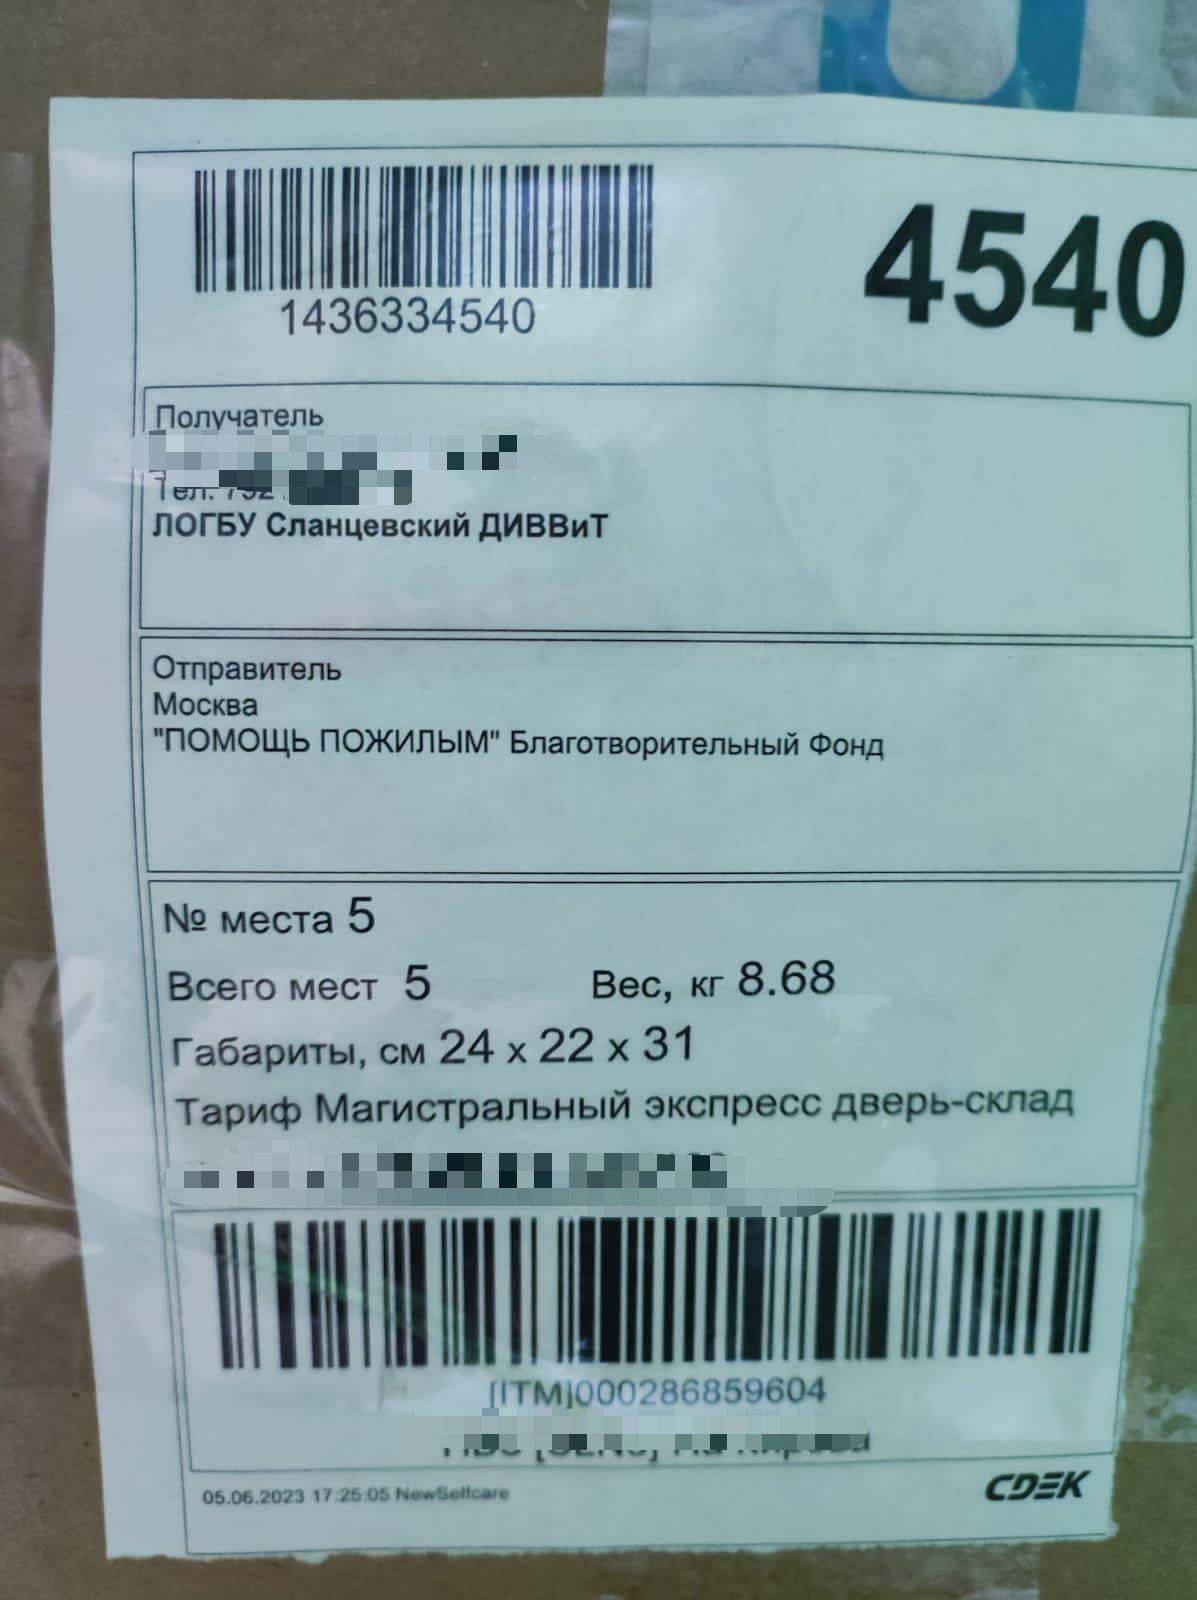 1436334540
4540
Получатель
Тел.
ЛОГБУ Сланцевский ДИВВиТ
Отправитель
Москва
"ПОМОЩЬ ПОЖИЛЫМ" Благотворительный Фонд
№ места 5
Всего мест 5 Вес, кг 8.68
Габариты, см 24 x 22 x 31
Тариф Магистральный экспресс дверь-склад
[ITM]000286859604
05.06.2023 17:25:05 NewSelfcare
CDEK